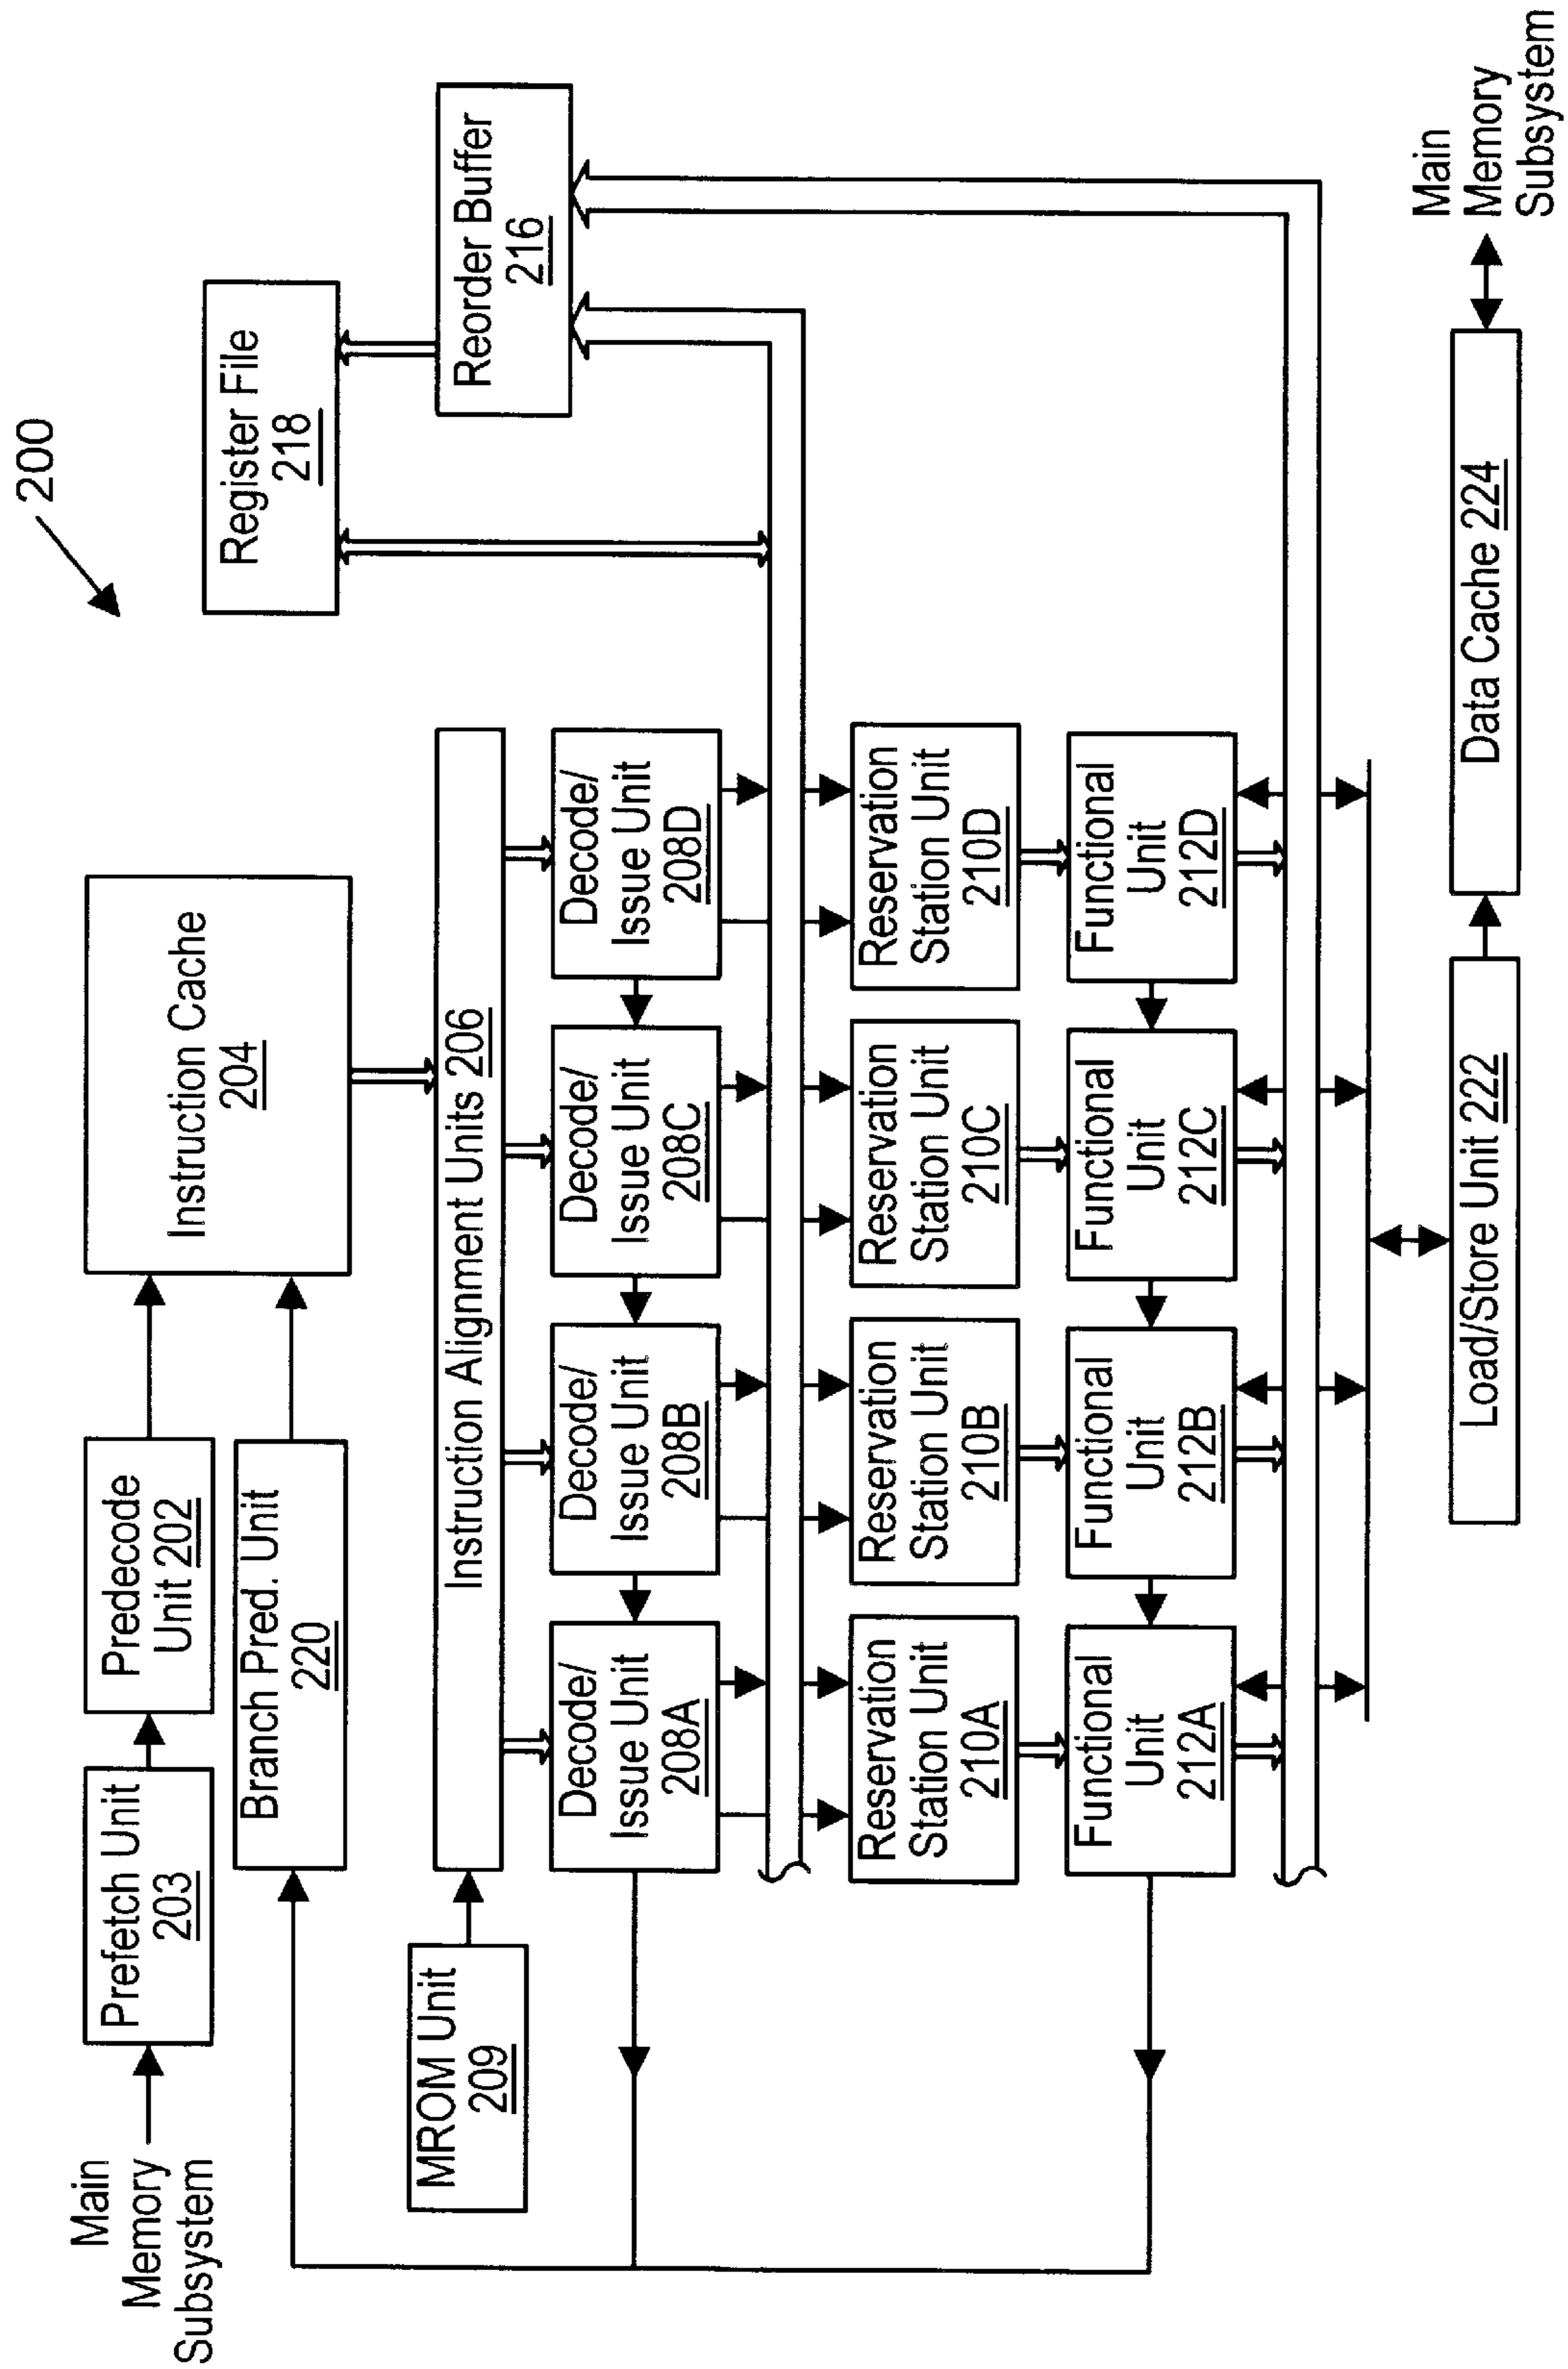 200
Main
Memory
Subsystem
Prefetch Unit
203
Predecode
Unit 202
Instruction Cache
204
Branch Pred. Unit
220
Register File
218
Reorder Buffer
216
MROM Unit
209
Instruction Alignment Units 206
Decode/
Issue Unit
208A
Decode/
Issue Unit
208B
Decode/
Issue Unit
208C
Decode/
Issue Unit
208D
Reservation
Station Unit
210A
Reservation
Station Unit
210B
Reservation
Station Unit
210C
Reservation
Station Unit
210D
Functional
Unit
212A
Functional
Unit
212B
Functional
Unit
212C
Functional
Unit
212D
Load/Store Unit 222
Data Cache 224
Main
Memory
Subsystem